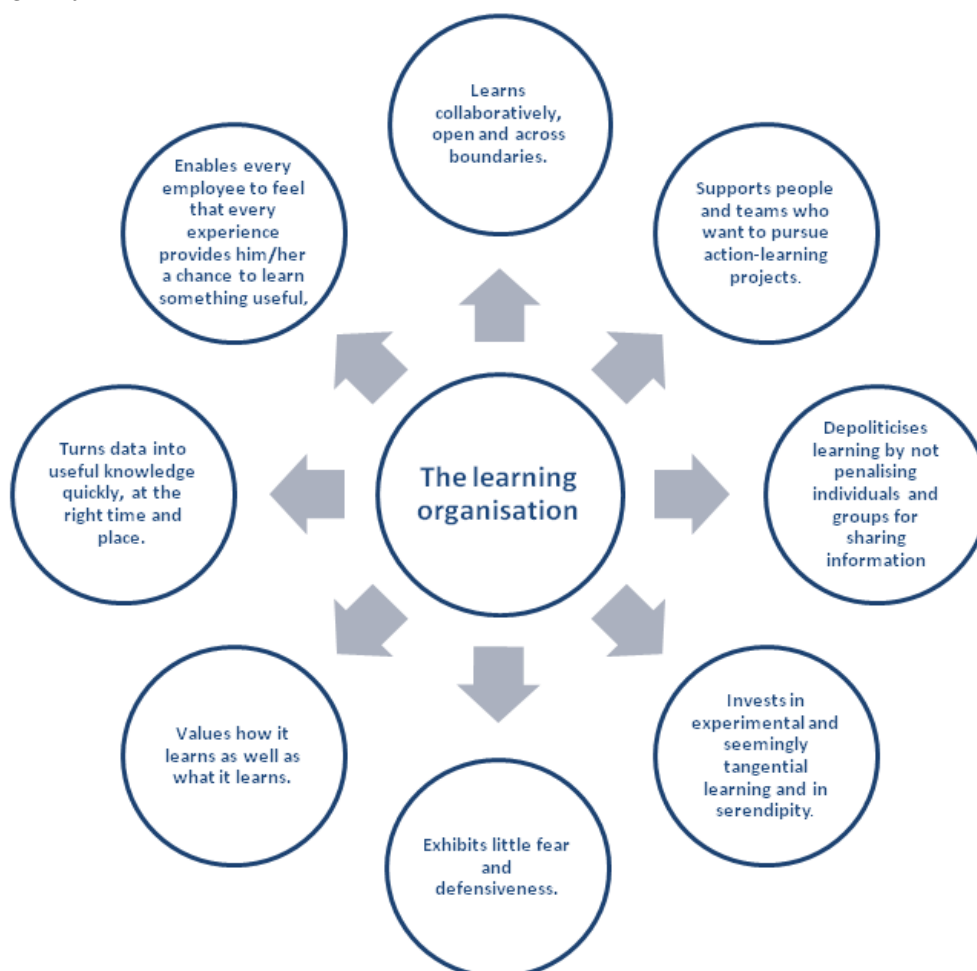 Learns
collaboratively,
open and across
boundaries.
Supports people
and teams who
want to pursue
action-learning
projects.
Depoliticises
learning by not
penalising
individuals and
groups for
sharing
information
Invests in
experimental and
seemingly
tangential
learning and in
serendipity.
Exhibits little fear
and
defensiveness.
Values how it
learns as well as
what it learns.
Turns data into
useful knowledge
quickly, at the
right time and
place.
Enables every
employee to feel
that every
experience
provides him/her
a chance to learn
something useful,
The learning
organisation